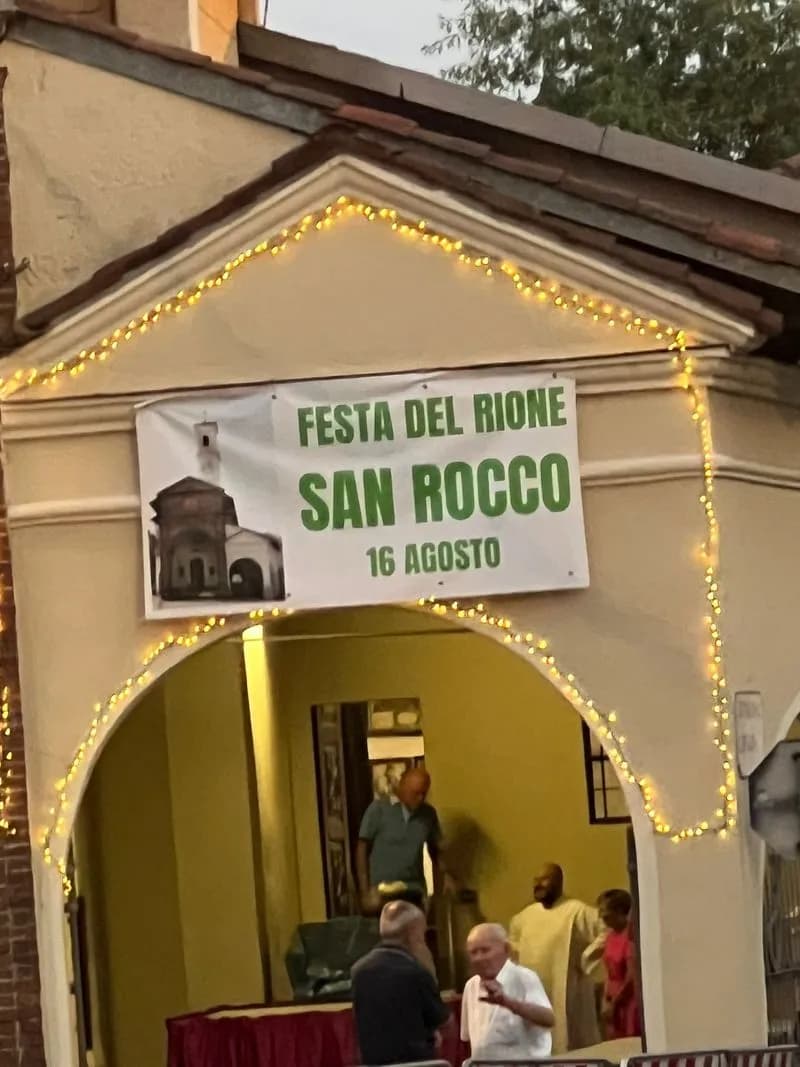 FESTA DEL RIONE
SAN ROCCO
16 AGOSTO